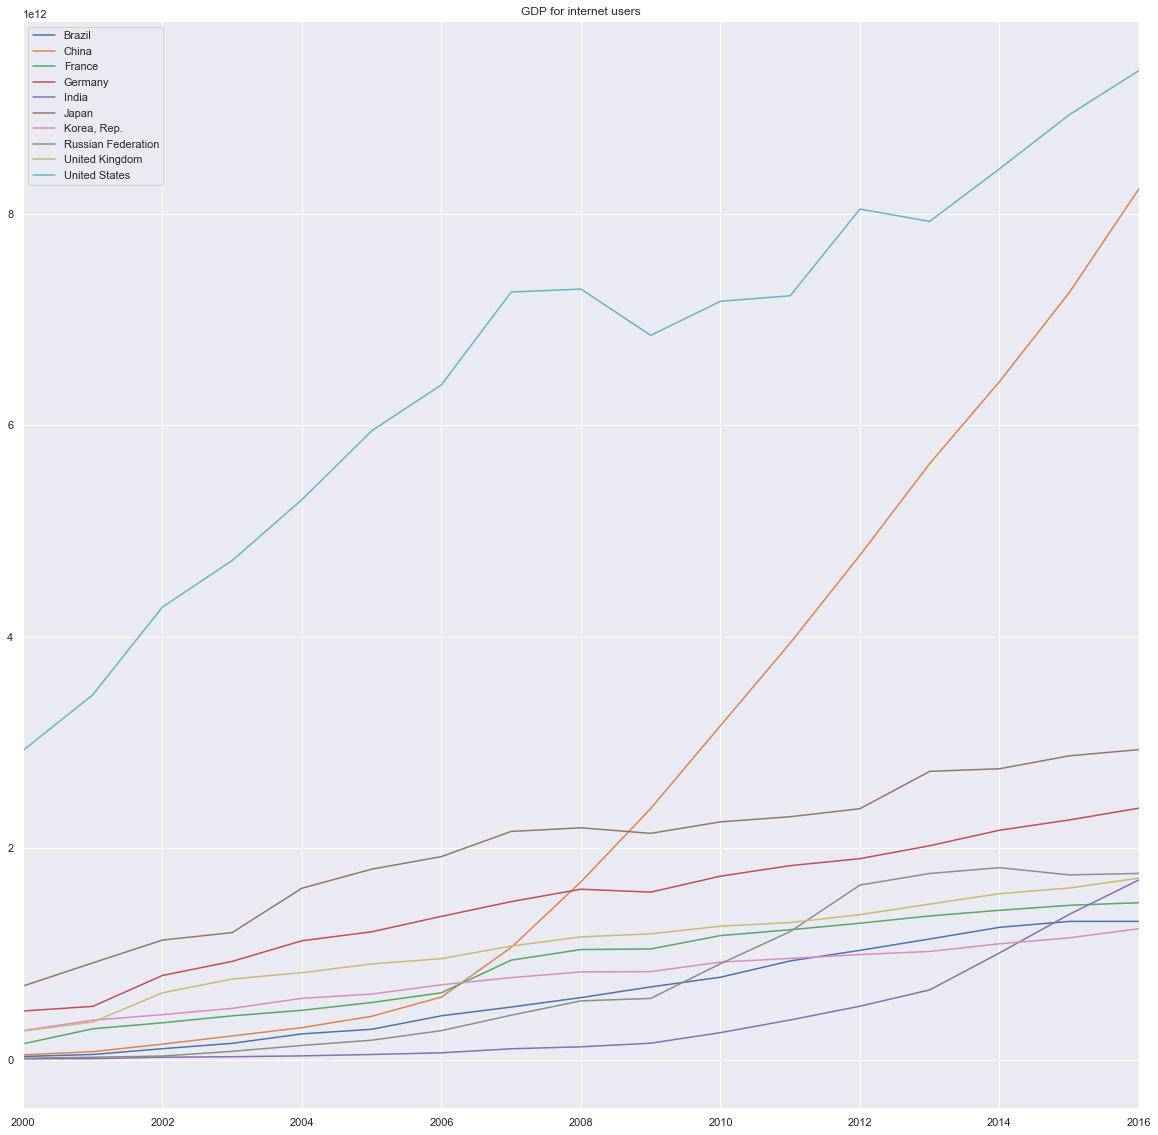 GDP for internet users
1e12
Brazil
China
France
Germany
India
Japan
Korea, Rep.
Russian Federation
United Kingdom
United States
8
6
4
2
0
2000 2002 2004 2006 2008 2010 2012 2014 2016